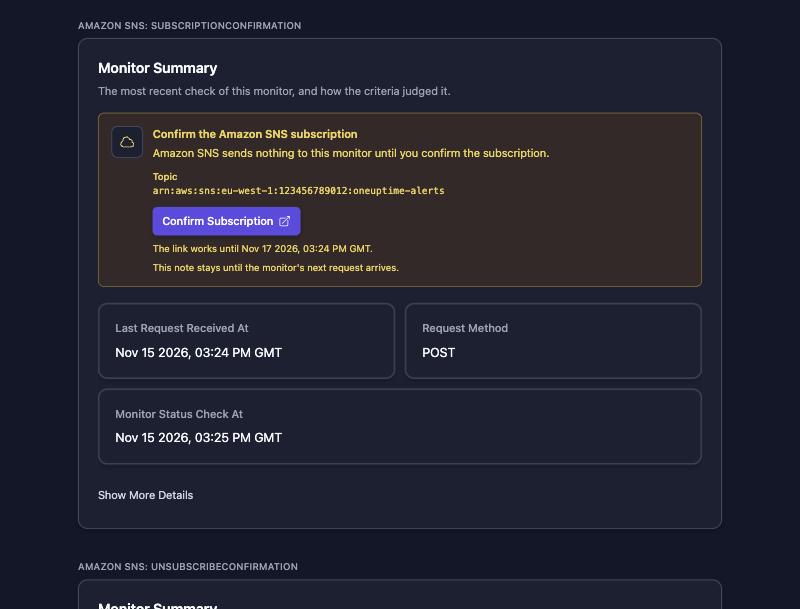 AMAZON SNS: SUBSCRIPTIONCONFIRMATION
Monitor Summary
The most recent check of this monitor, and how the criteria judged it.
Confirm the Amazon SNS subscription
Amazon SNS sends nothing to this monitor until you confirm the subscription.
Topic
arn:aws:sns:eu-west-1:123456789012:oneuptime-alerts
Confirm Subscription
The link works until Nov 17 2026, 03:24 PM GMT.
This note stays until the monitor's next request arrives.
Last Request Received At
Nov 15 2026, 03:24 PM GMT
Request Method
POST
Monitor Status Check At
Nov 15 2026, 03:25 PM GMT
Show More Details
AMAZON SNS: UNSUBSCRIBECONFIRMATION
Monitor Summary